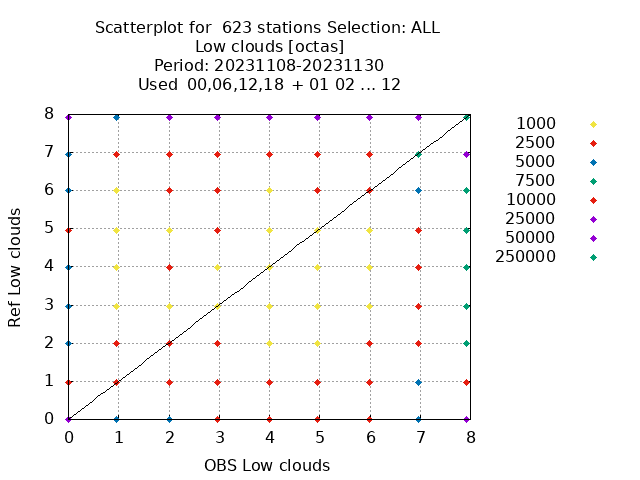 Scatterplot for  623 stations Selection: ALL
Low clouds [octas]
Period: 20231108-20231130
Used  00,06,12,18 + 01 02 ... 12
8
7
6
5
4
3
2
1
0
0 1 2 3 4 5 6 7 8
Ref Low clouds
OBS Low clouds
1000
2500
5000
7500
10000
25000
50000
250000